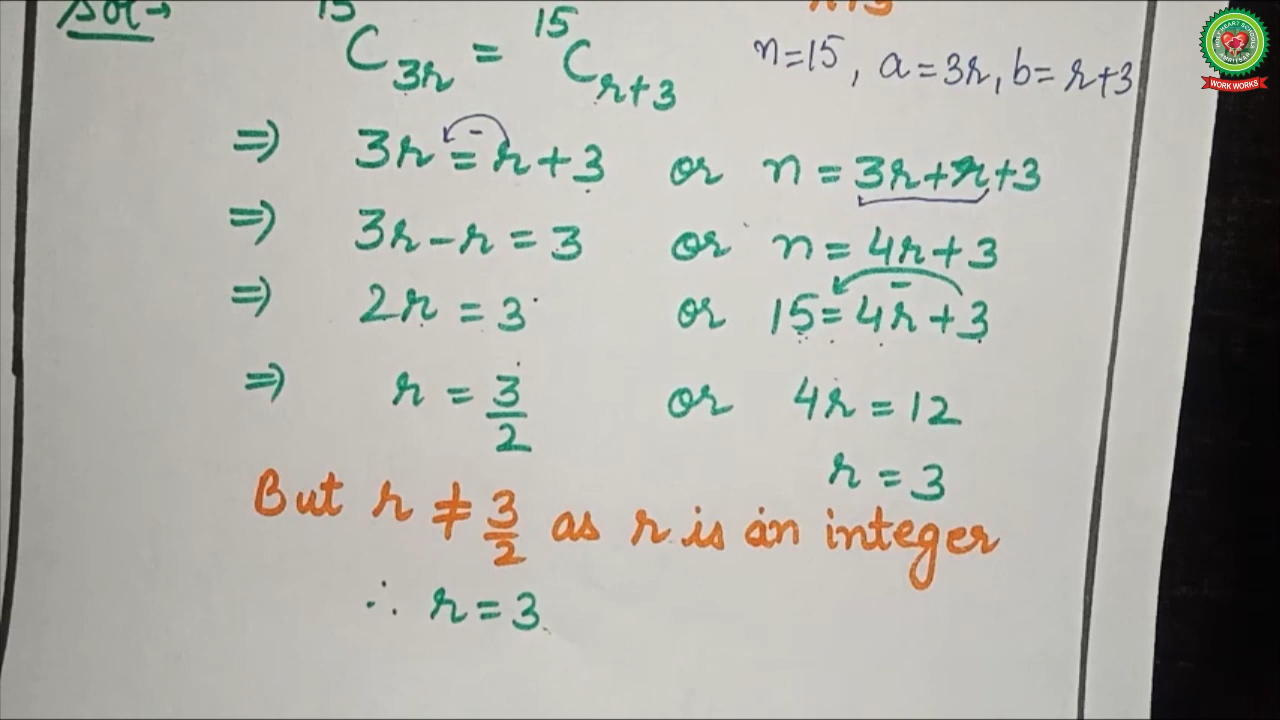 Sol →
¹⁵C₃ᵣ = ¹⁵Cᵣ₊₃
n=15, a=3r, b=r+3
⇒ 3r = r+3 or n = 3r+r+3
⇒ 3r-r = 3 or n = 4r+3
⇒ 2r = 3 or 15 = 4r+3
⇒ r = 3/2 or 4r = 12
r = 3
But r ≠ 3/2 as r is an integer
∴ r = 3
WORK WORKS